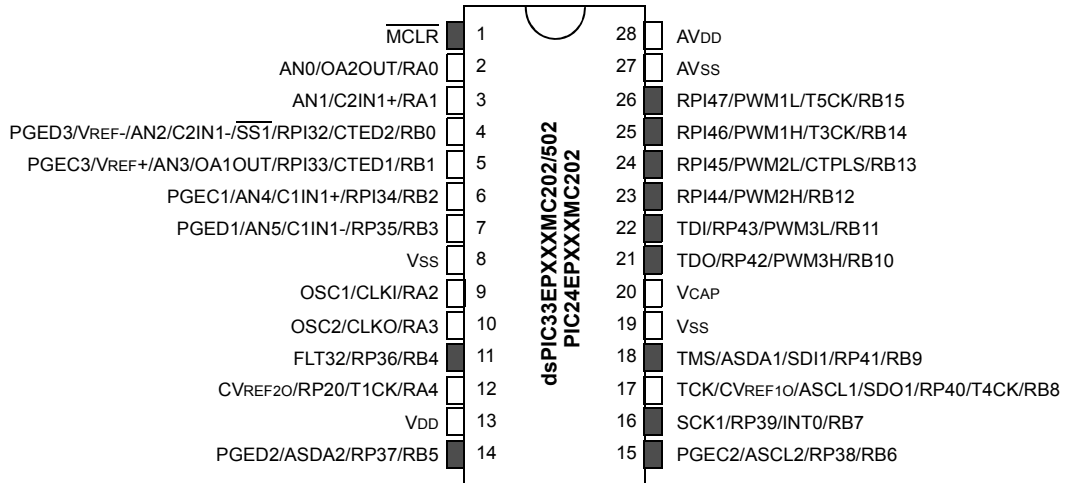 MCLR 1 28 AVDD
AN0/OA2OUT/RA0 2 27 AVSS
AN1/C2IN1+/RA1 3 26 RPI47/PWM1L/T5CK/RB15
PGED3/VREF-/AN2/C2IN1-/SS1/RPI32/CTED2/RB0 4 25 RPI46/PWM1H/T3CK/RB14
PGEC3/VREF+/AN3/OA1OUT/RPI33/CTED1/RB1 5 24 RPI45/PWM2L/CTPLS/RB13
PGEC1/AN4/C1IN1+/RPI34/RB2 6 23 RPI44/PWM2H/RB12
PGED1/AN5/C1IN1-/RP35/RB3 7 22 TDI/RP43/PWM3L/RB11
VSS 8 21 TDO/RP42/PWM3H/RB10
OSC1/CLKI/RA2 9 20 VCAP
OSC2/CLKO/RA3 10 19 VSS
FLT32/RP36/RB4 11 18 TMS/ASDA1/SDI1/RP41/RB9
CVREF2O/RP20/T1CK/RA4 12 17 TCK/CVREF1O/ASCL1/SDO1/RP40/T4CK/RB8
VDD 13 16 SCK1/RP39/INT0/RB7
PGED2/ASDA2/RP37/RB5 14 15 PGEC2/ASCL2/RP38/RB6
dsPIC33EPXXXMC202/502
PIC24EPXXXMC202